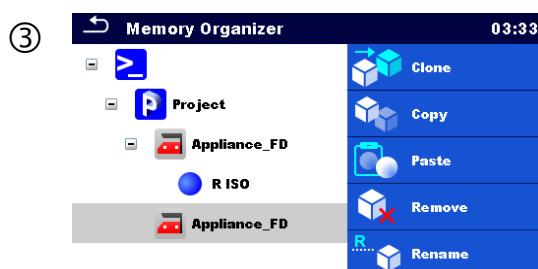 ③
Memory Organizer 03:33
>_
Clone
P Project
Copy
Appliance_FD
Paste
R ISO
Remove
Appliance_FD
R... Rename